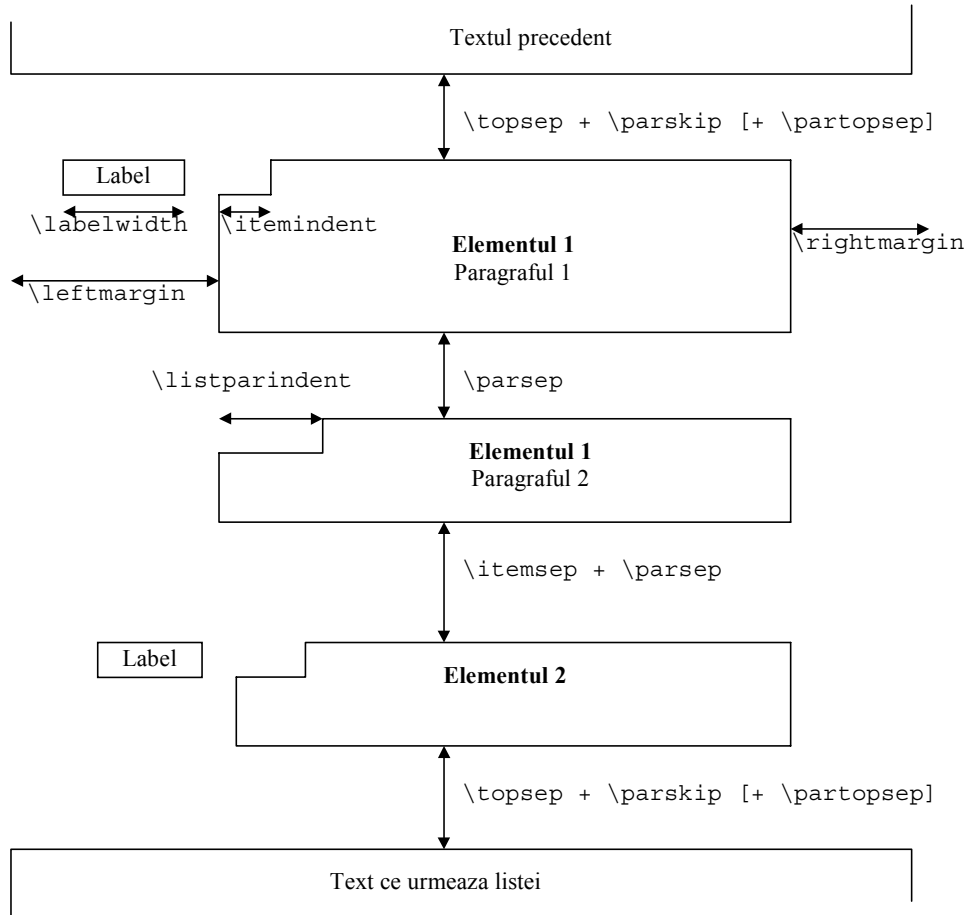 Textul precedent
\topsep + \parskip [+ \partopsep]
Label
\labelwidth
\itemindent
\leftmargin
Elementul 1
Paragraful 1
\rightmargin
\listparindent
\parsep
Elementul 1
Paragraful 2
\itemsep + \parsep
Label
Elementul 2
\topsep + \parskip [+ \partopsep]
Text ce urmeaza listei